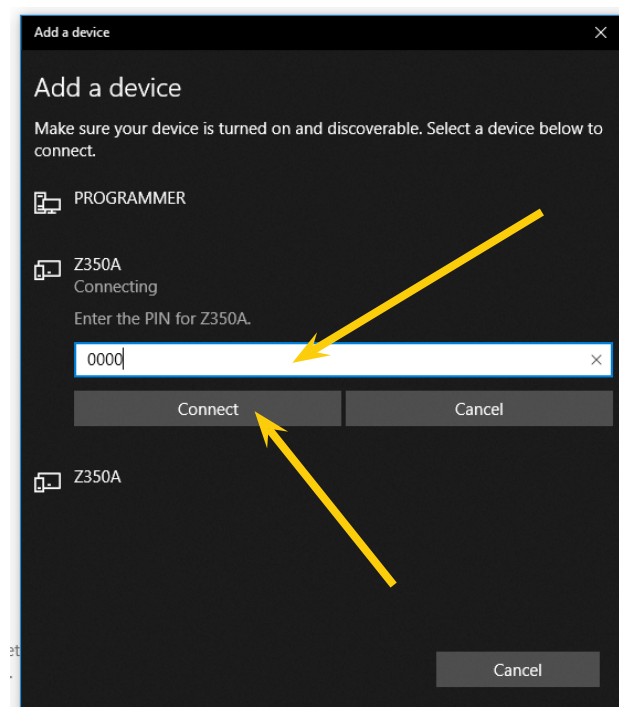 Add a device
Add a device
Make sure your device is turned on and discoverable. Select a device below to
connect.
PROGRAMMER
Z350A
Connecting
Enter the PIN for Z350A.
0000
Connect Cancel
Z350A
et
.
Cancel